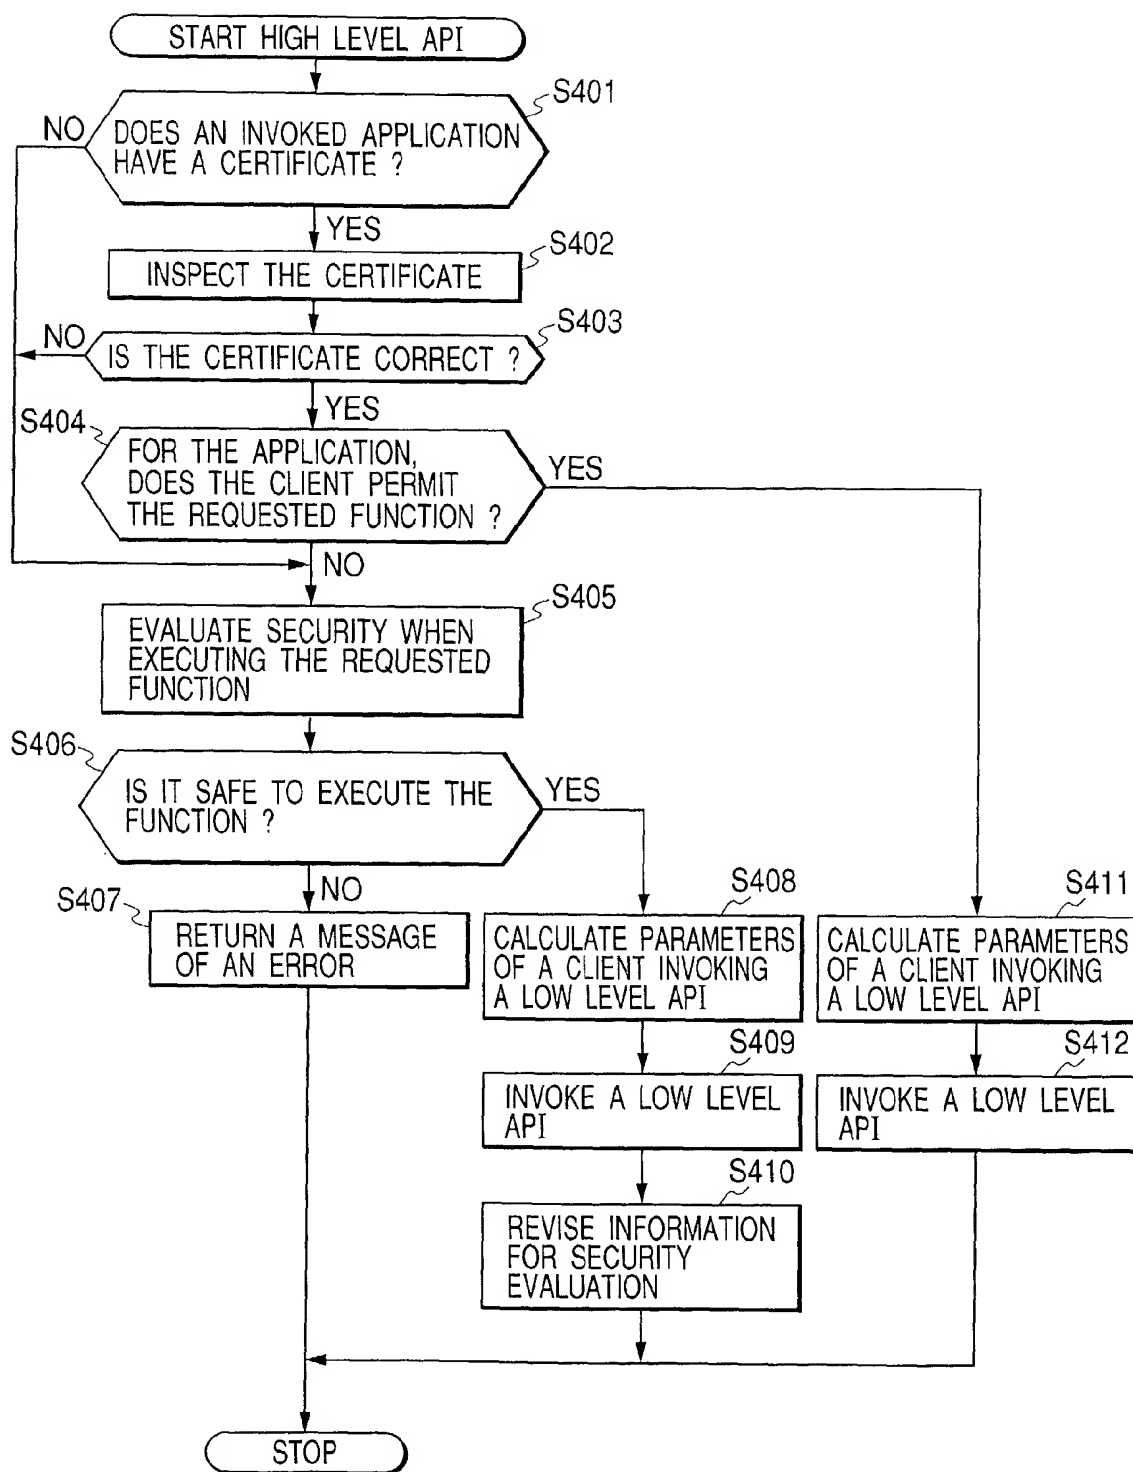 START HIGH LEVEL API
S401
NO
DOES AN INVOKED APPLICATION
HAVE A CERTIFICATE ?
YES
S402
INSPECT THE CERTIFICATE
S403
NO
IS THE CERTIFICATE CORRECT ?
YES
S404
FOR THE APPLICATION,
DOES THE CLIENT PERMIT
THE REQUESTED FUNCTION ?
YES
NO
S405
EVALUATE SECURITY WHEN
EXECUTING THE REQUESTED
FUNCTION
S406
IS IT SAFE TO EXECUTE THE
FUNCTION ?
YES
NO
S407
RETURN A MESSAGE
OF AN ERROR
S408
CALCULATE PARAMETERS
OF A CLIENT INVOKING
A LOW LEVEL API
S411
CALCULATE PARAMETERS
OF A CLIENT INVOKING
A LOW LEVEL API
S409
INVOKE A LOW LEVEL
API
S412
INVOKE A LOW LEVEL
API
S410
REVISE INFORMATION
FOR SECURITY
EVALUATION
STOP